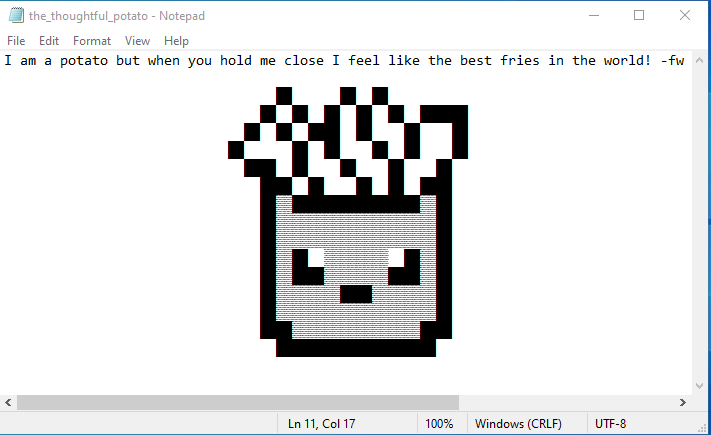 the_thoughtful_potato - Notepad
File Edit Format View Help
I am a potato but when you hold me close I feel like the best fries in the world! -fw
Ln 11, Col 17 100% Windows (CRLF) UTF-8